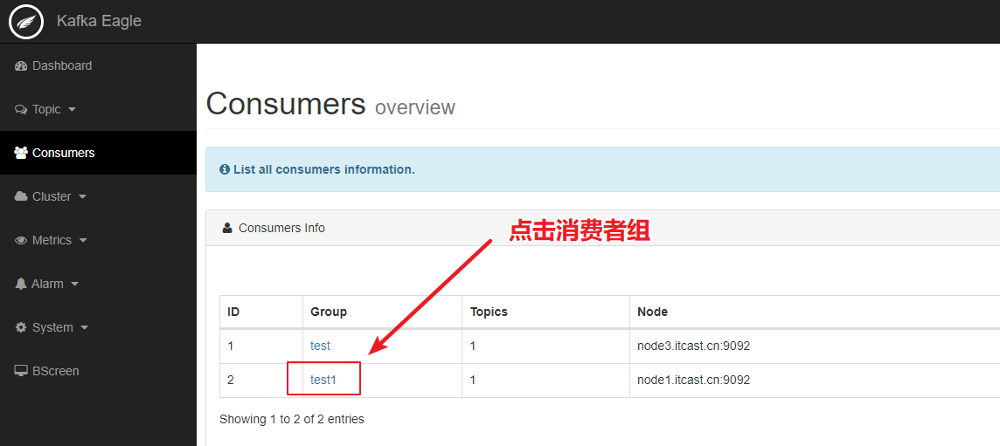 Kafka Eagle
Dashboard
Topic
Consumers
Cluster
Metrics
Alarm
System
BScreen
Consumers overview
List all consumers information.
Consumers Info
点击消费者组
ID Group Topics Node
1 test 1 node3.itcast.cn:9092
2 test1 1 node1.itcast.cn:9092
Showing 1 to 2 of 2 entries